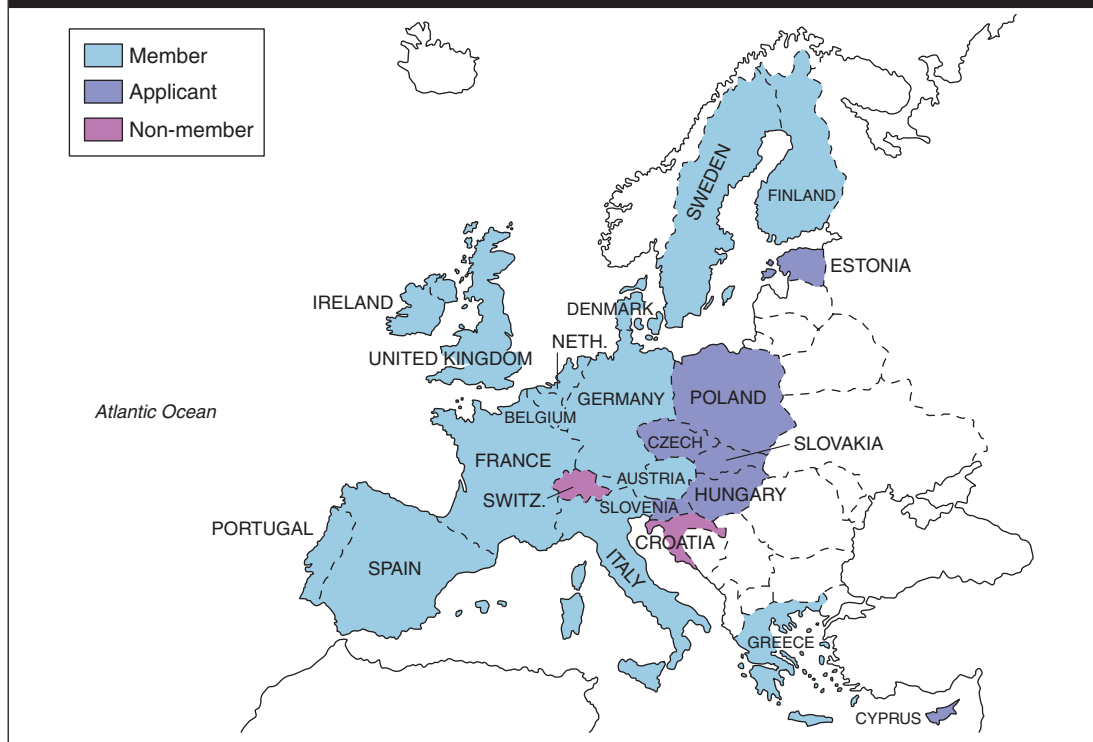 Member
Applicant
Non-member
SWEDEN
FINLAND
ESTONIA
IRELAND
DENMARK
NETH.
UNITED KINGDOM
GERMANY
POLAND
Atlantic Ocean
BELGIUM
CZECH
SLOVAKIA
FRANCE
AUSTRIA
HUNGARY
SWITZ.
SLOVENIA
PORTUGAL
CROATIA
SPAIN
ITALY
GREECE
CYPRUS